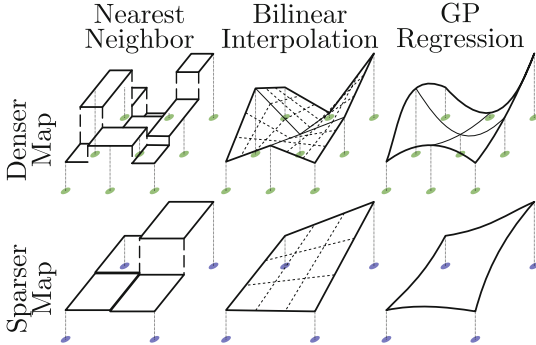 Nearest
Neighbor
Bilinear
Interpolation
GP
Regression
Denser
Map
Sparser
Map